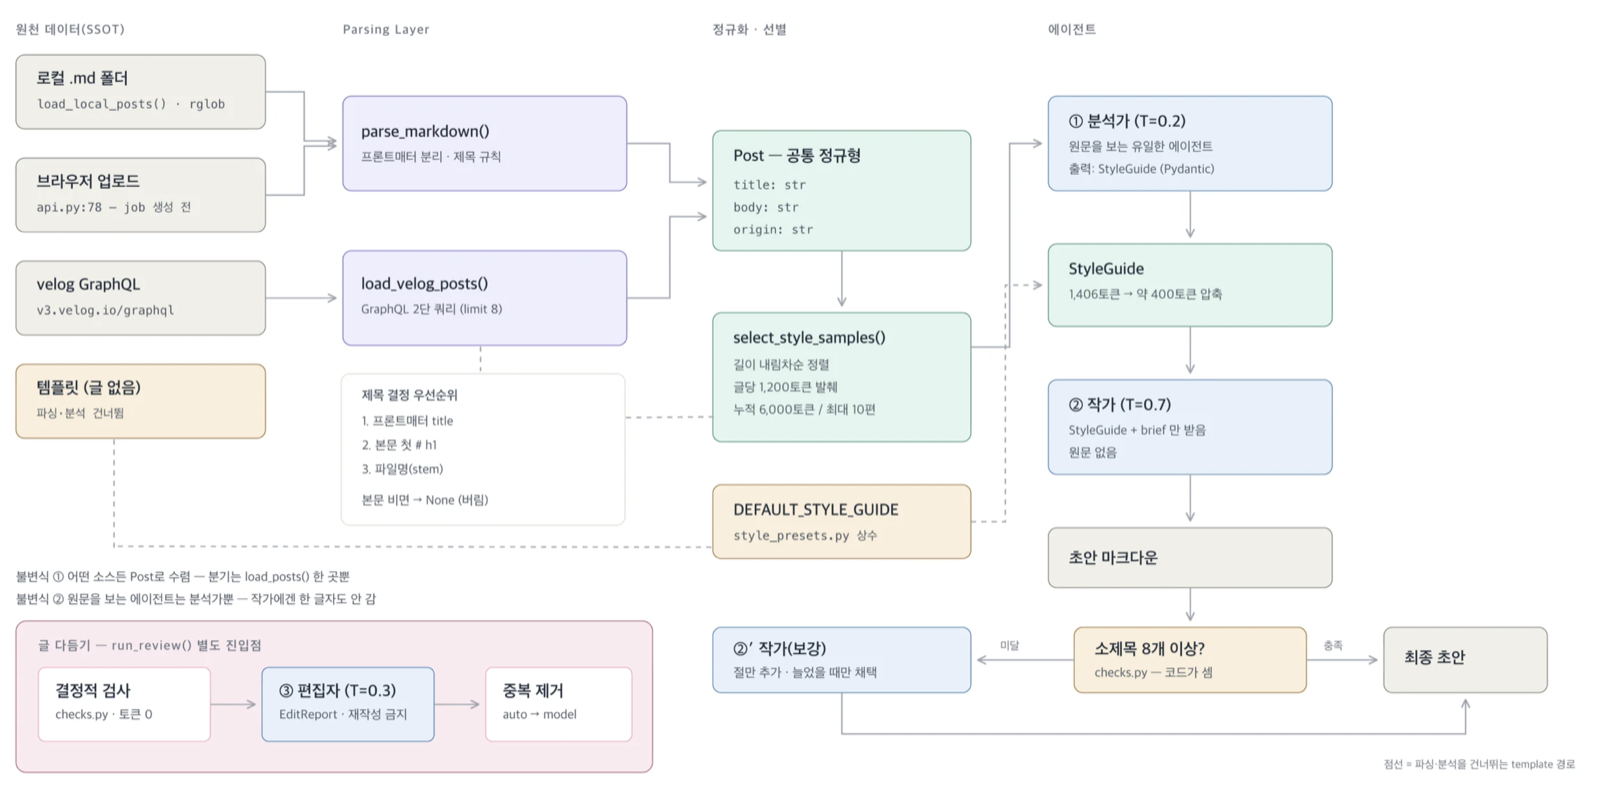 원천 데이터(SSOT)
Parsing Layer
정규화 · 선별
에이전트
로컬 .md 폴더
load_local_posts() · rglob
브라우저 업로드
api.py:78 — job 생성 전
velog GraphQL
v3.velog.io/graphql
템플릿 (글 없음)
파싱·분석 건너뜀
parse_markdown()
프론트매터 분리 · 제목 규칙
load_velog_posts()
GraphQL 2단 쿼리 (limit 8)
제목 결정 우선순위
1. 프론트매터 title
2. 본문 첫 # h1
3. 파일명(stem)
본문 비면 → None (버림)
Post — 공통 정규형
title: str
body: str
origin: str
select_style_samples()
길이 내림차순 정렬
글당 1,200토큰 발췌
누적 6,000토큰 / 최대 10편
DEFAULT_STYLE_GUIDE
style_presets.py 상수
① 분석가 (T=0.2)
원문을 보는 유일한 에이전트
출력: StyleGuide (Pydantic)
StyleGuide
1,406토큰 → 약 400토큰 압축
② 작가 (T=0.7)
StyleGuide + brief 만 받음
원문 없음
초안 마크다운
불변식 ① 어떤 소스든 Post로 수렴 — 분기는 load_posts() 한 곳뿐
불변식 ② 원문을 보는 에이전트는 분석가뿐 — 작가에겐 한 글자도 안 감
글 다듬기 — run_review() 별도 진입점
결정적 검사
checks.py · 토큰 0
③ 편집자 (T=0.3)
EditReport · 재작성 금지
중복 제거
auto → model
②′ 작가(보강)
절만 추가 · 늘었을 때만 채택
미달
소제목 8개 이상?
checks.py — 코드가 셈
충족
최종 초안
점선 = 파싱·분석을 건너뛰는 template 경로